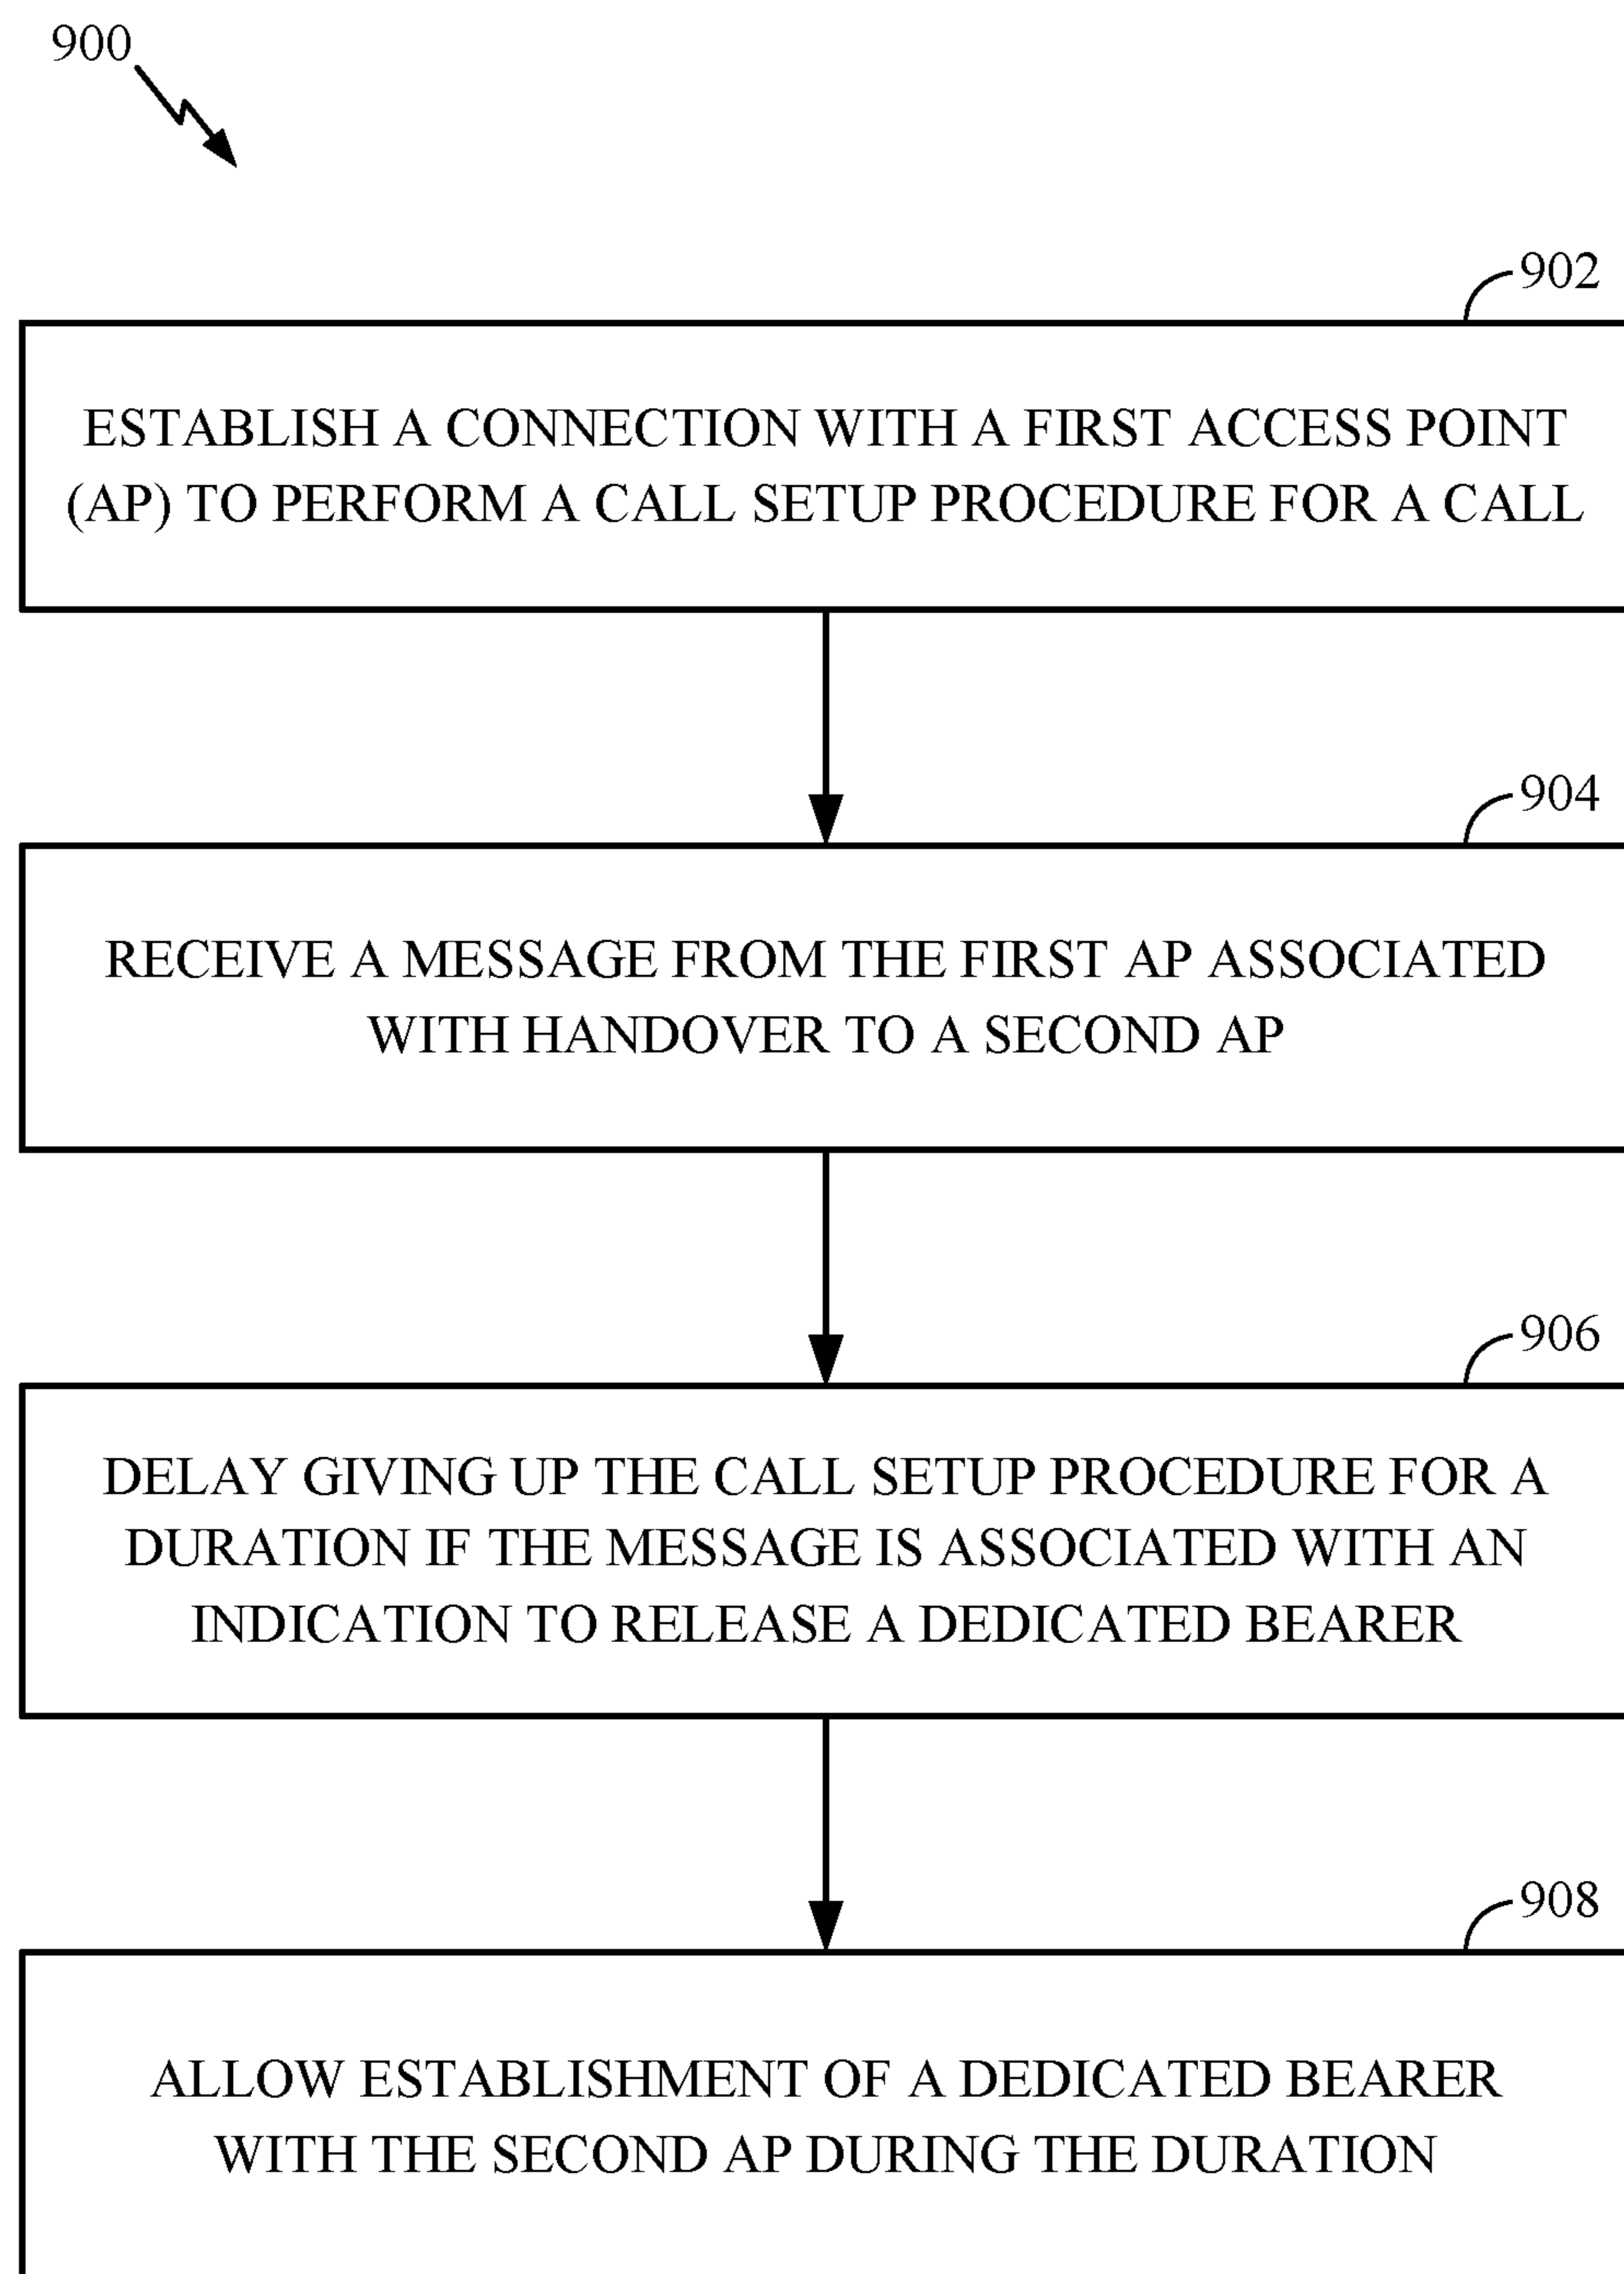 900
902
ESTABLISH A CONNECTION WITH A FIRST ACCESS POINT
(AP) TO PERFORM A CALL SETUP PROCEDURE FOR A CALL
904
RECEIVE A MESSAGE FROM THE FIRST AP ASSOCIATED
WITH HANDOVER TO A SECOND AP
906
DELAY GIVING UP THE CALL SETUP PROCEDURE FOR A
DURATION IF THE MESSAGE IS ASSOCIATED WITH AN
INDICATION TO RELEASE A DEDICATED BEARER
908
ALLOW ESTABLISHMENT OF A DEDICATED BEARER
WITH THE SECOND AP DURING THE DURATION